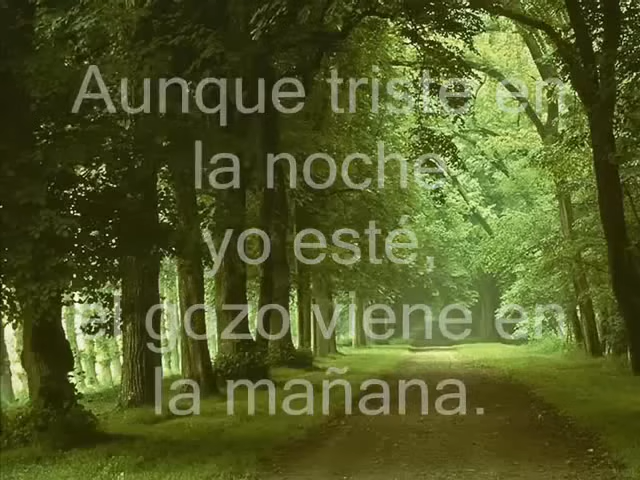 Aunque triste en
la noche
yo esté,
el gozo viene en
la mañana.